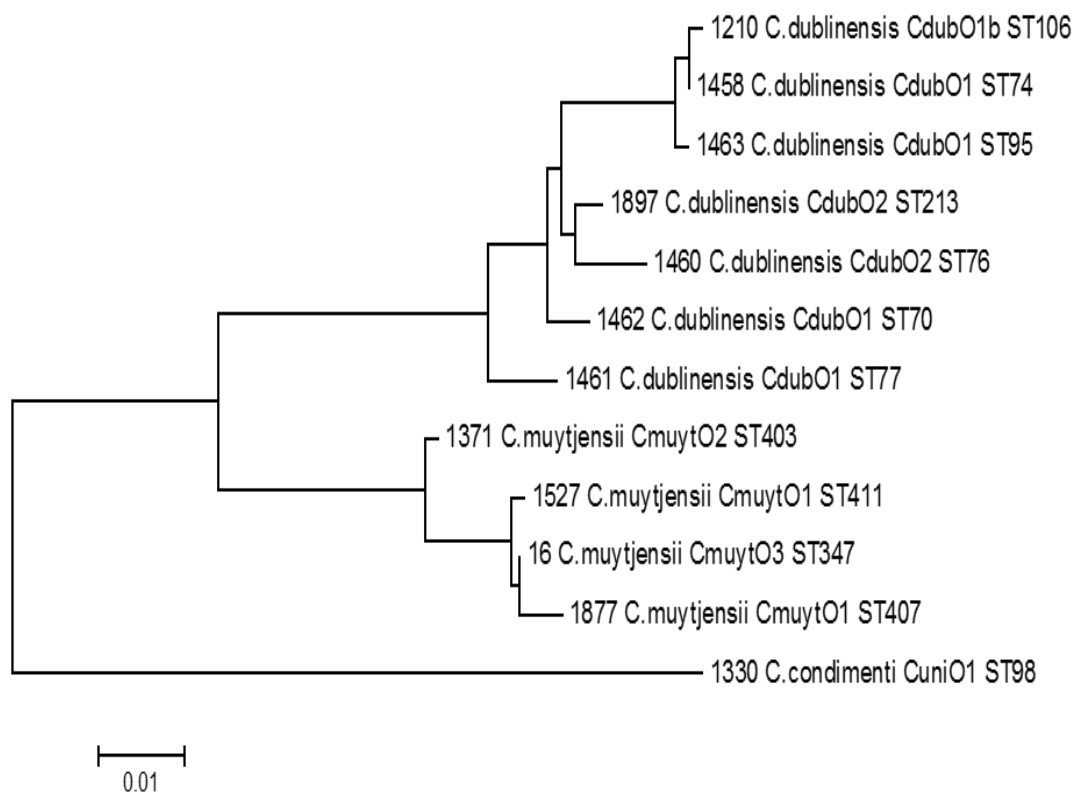 1210 C.dublinensis CdubO1b ST106
1458 C.dublinensis CdubO1 ST74
1463 C.dublinensis CdubO1 ST95
1897 C.dublinensis CdubO2 ST213
1460 C.dublinensis CdubO2 ST76
1462 C.dublinensis CdubO1 ST70
1461 C.dublinensis CdubO1 ST77
1371 C.muytjensii CmuytO2 ST403
1527 C.muytjensii CmuytO1 ST411
16 C.muytjensii CmuytO3 ST347
1877 C.muytjensii CmuytO1 ST407
1330 C.condimenti CuniO1 ST98
0.01